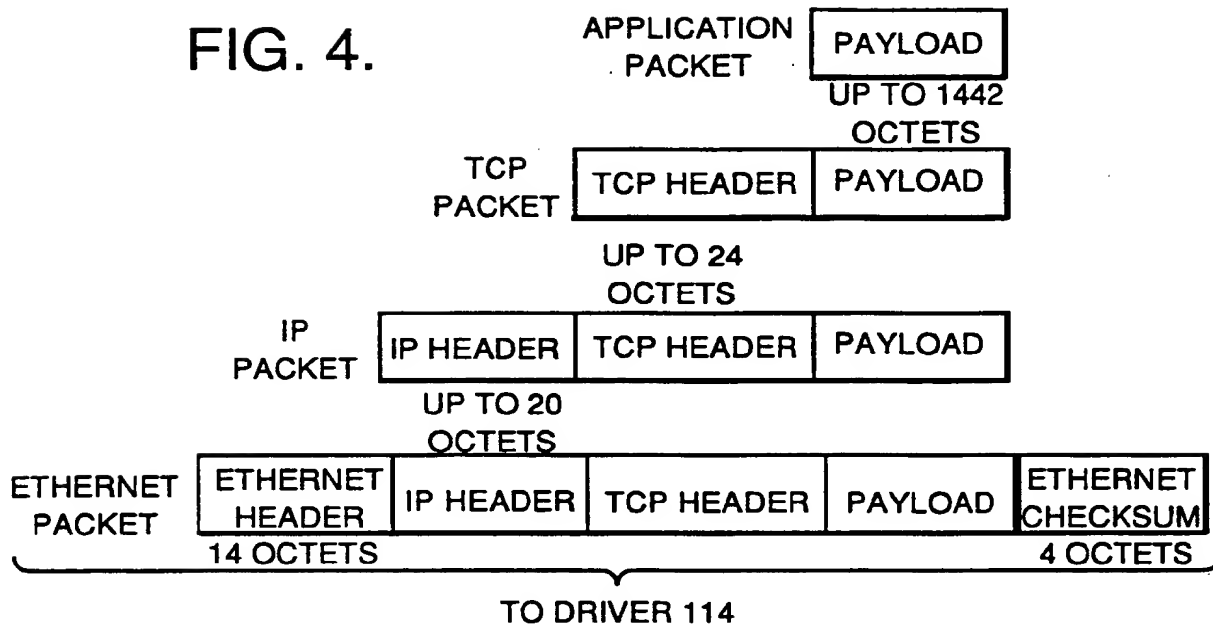 FIG. 4.
APPLICATION
PACKET
PAYLOAD
UP TO 1442
OCTETS
TCP
PACKET
TCP HEADER
PAYLOAD
UP TO 24
OCTETS
IP
PACKET
IP HEADER
TCP HEADER
PAYLOAD
UP TO 20
OCTETS
ETHERNET
PACKET
ETHERNET
HEADER
IP HEADER
TCP HEADER
PAYLOAD
ETHERNET
CHECKSUM
14 OCTETS
4 OCTETS
TO DRIVER 114